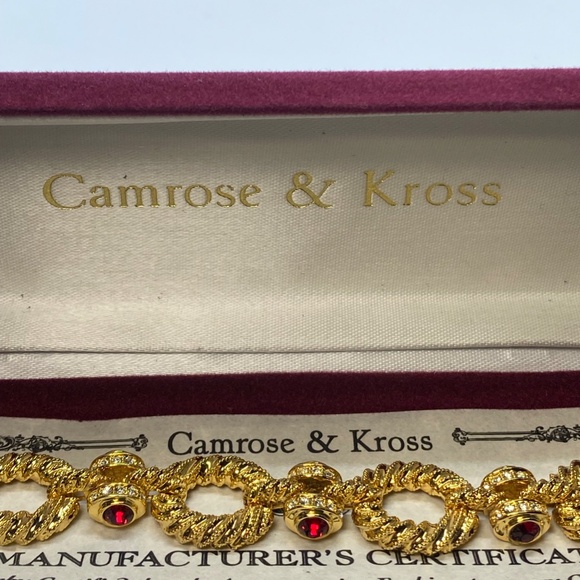 Camrose & Kross
Camrose & Kross
MANUFACTURER'S CERTIFICAT